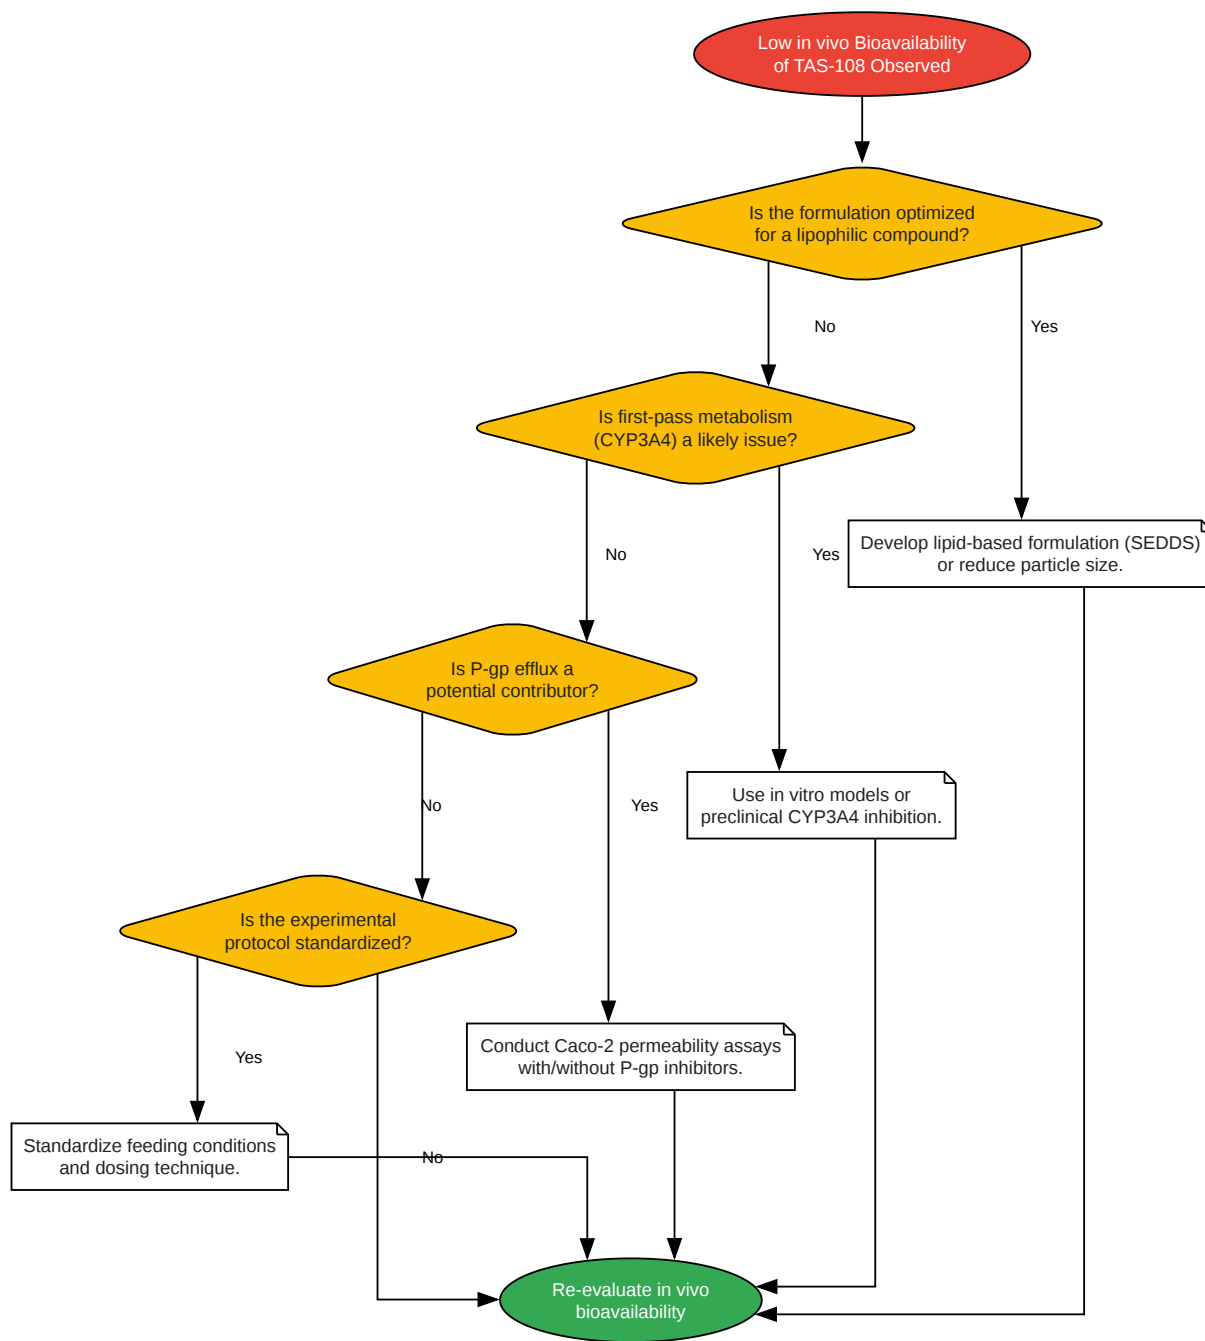 Low in vivo Bioavailability
of TAS-108 Observed
Is the formulation optimized
for a lipophilic compound?
No
Yes
Is first-pass metabolism
(CYP3A4) a likely issue?
No
Yes
Develop lipid-based formulation (SEDDS)
or reduce particle size.
Is P-gp efflux a
potential contributor?
No
Yes
Use in vitro models or
preclinical CYP3A4 inhibition.
Is the experimental
protocol standardized?
Yes
No
Conduct Caco-2 permeability assays
with/without P-gp inhibitors.
Standardize feeding conditions
and dosing technique.
Re-evaluate in vivo
bioavailability